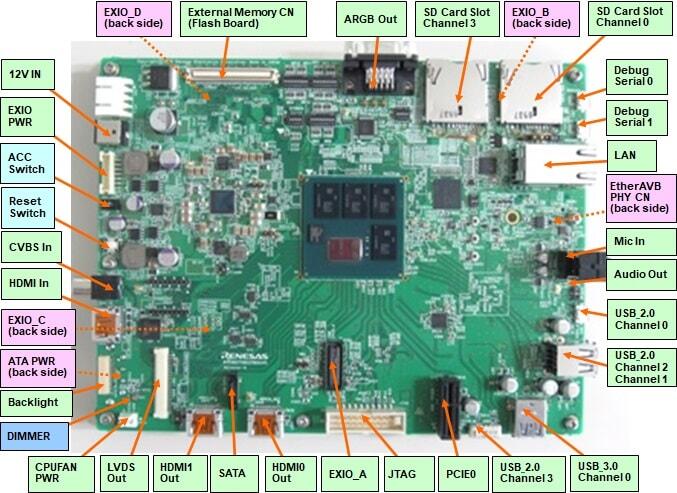 EXIO_D
(back side)
External Memory CN
(Flash Board)
ARGB Out
SD Card Slot
Channel 3
EXIO_B
(back side)
SD Card Slot
Channel 0
12V IN
EXIO
PWR
ACC
Switch
Reset
Switch
CVBS In
HDMI In
EXIO_C
(back side)
ATA PWR
(back side)
Backlight
DIMMER
Debug
Serial 0
Debug
Serial 1
LAN
EtherAVB
PHY CN
(back side)
Mic In
Audio Out
USB_2.0
Channel 0
USB_2.0
Channel 2
Channel 1
RENESAS
CPUFAN
PWR
LVDS
Out
HDMI1
Out
SATA
HDMI0
Out
EXIO_A
JTAG
PCIE0
USB_2.0
Channel 3
USB_3.0
Channel 0